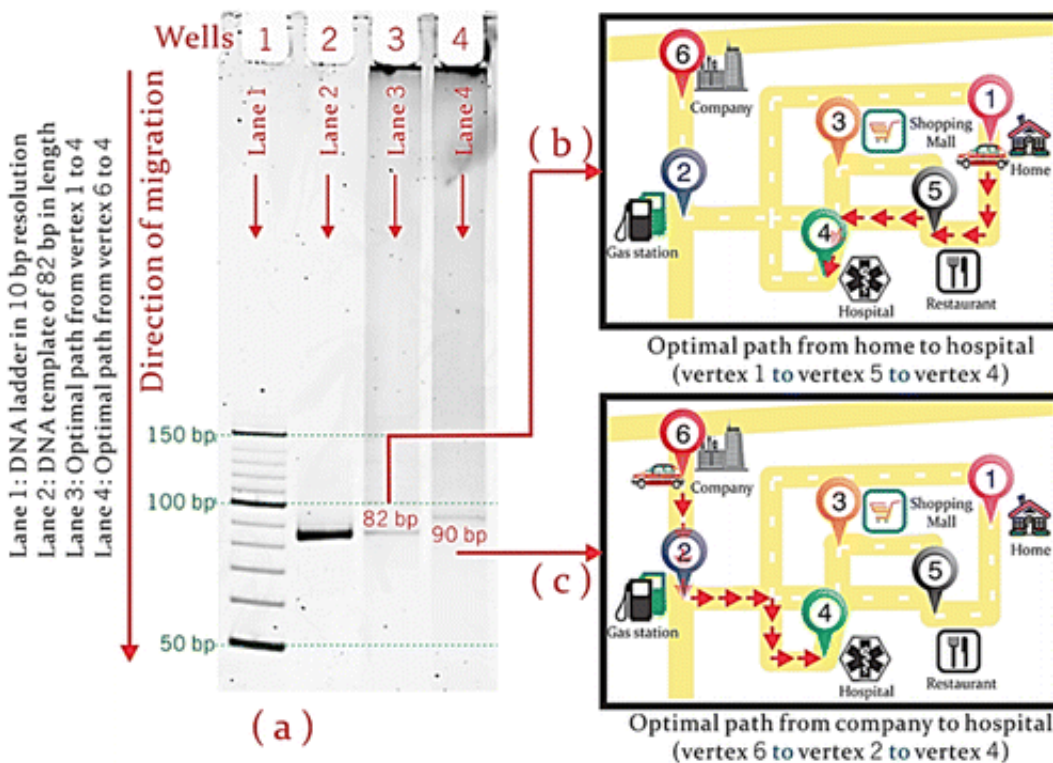 Wells 1 2 3 4
Lane 1
Lane 2
Lane 3
Lane 4
Direction of migration
Lane 1: DNA ladder in 10 bp resolution
Lane 2: DNA template of 82 bp in length
Lane 3: Optimal path from vertex 1 to 4
Lane 4: Optimal path from vertex 6 to 4
150 bp
100 bp
50 bp
82 bp
90 bp
( a )
( b )
6
Company
1
3
Shopping
Mall
Home
2
5
4
Gas station
Hospital
Restaurant
Optimal path from home to hospital
(vertex 1 to vertex 5 to vertex 4)
( c )
6
Company
1
3
Shopping
Mall
Home
2
5
4
Gas station
Hospital
Restaurant
Optimal path from company to hospital
(vertex 6 to vertex 2 to vertex 4)